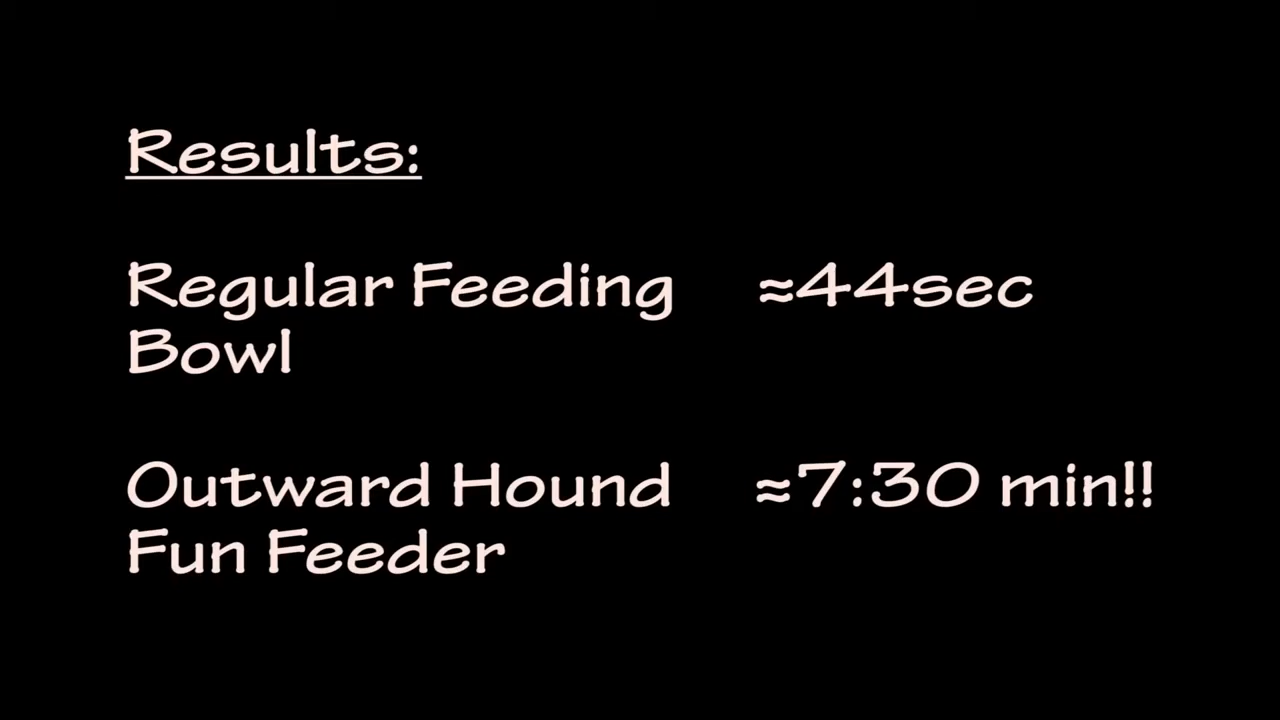 Results:
Regular Feeding ≈44sec
Bowl
Outward Hound ≈7:30 min!!
Fun Feeder